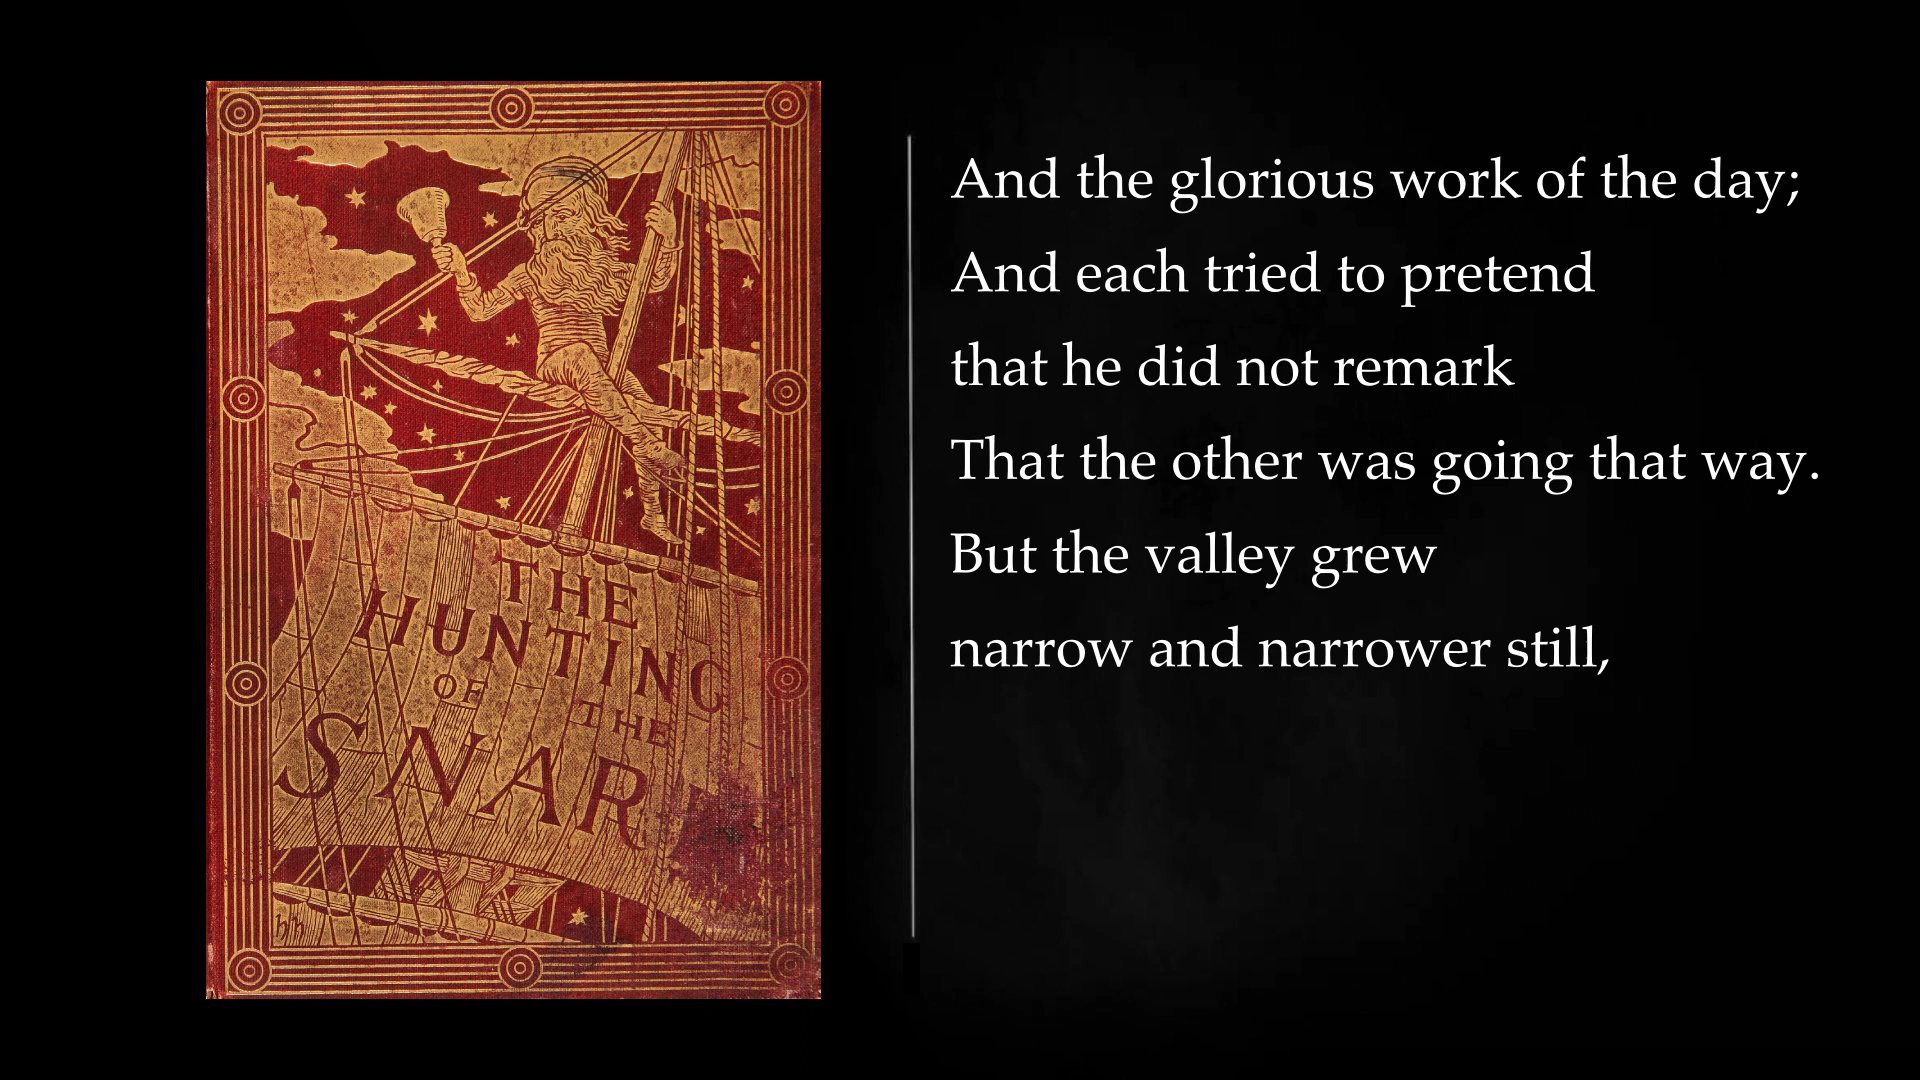 THE
HUNTING
OF THE
SNAR
And the glorious work of the day;
And each tried to pretend
that he did not remark
That the other was going that way.
But the valley grew
narrow and narrower still,